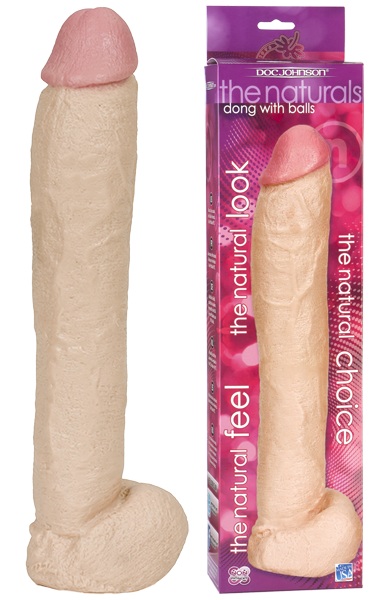 DOC JOHNSON®
the naturals
dong with balls
the natural feel
the natural look
the natural choice